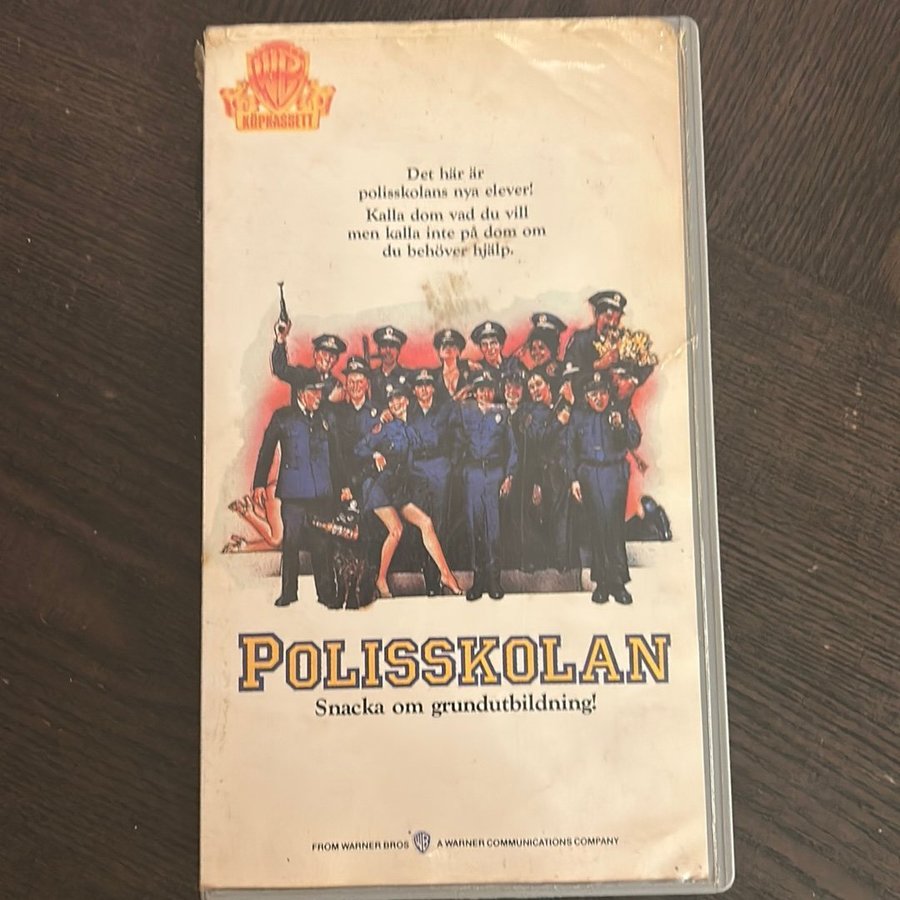 KÖPKASSETT
Det här är
polisskolans nya elever!
Kalla dom vad du vill
men kalla inte på dom om
du behöver hjälp.
POLISSKOLAN
Snacka om grundutbildning!
FROM WARNER BROS WB A WARNER COMMUNICATIONS COMPANY